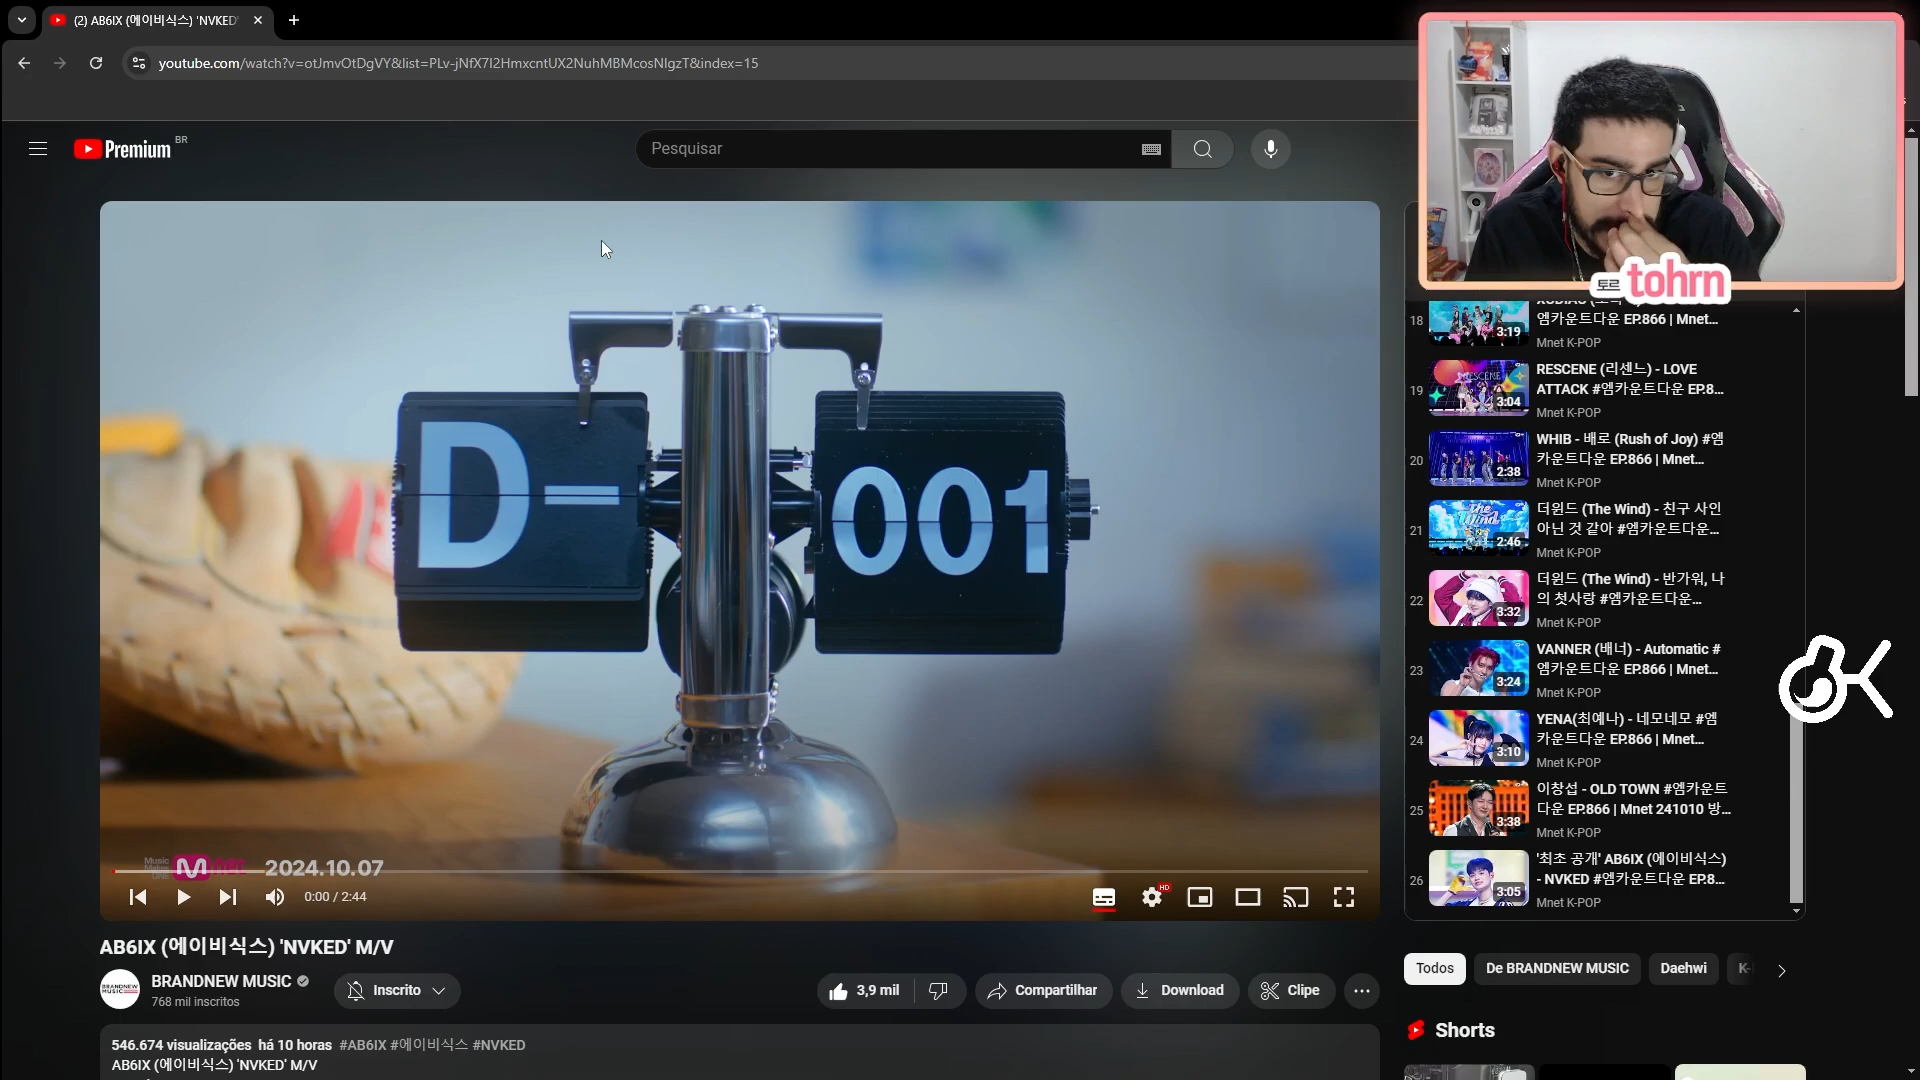 (2) AB6IX (에이비식스) 'NVKED'
youtube.com/watch?v=otJmvOtDgVY&list=PLv-jNfX7I2HmxcntUX2NuhMBMcosNIgzT&index=15
Premium BR
Pesquisar
토르 tohrn
D-001
Mnet
2024.10.07
0:00 / 2:44
HD
AB6IX (에이비식스) 'NVKED' M/V
BRANDNEW MUSIC
768 mil inscritos
Inscrito
3,9 mil
Compartilhar
Download
Clipe
546.674 visualizações há 10 horas #AB6IX #에이비식스 #NVKED
AB6IX (에이비식스) 'NVKED' M/V
18
3:19
엠카운트다운 EP.866 | Mnet...
Mnet K-POP
19
3:04
RESCENE (리센느) - LOVE
ATTACK #엠카운트다운 EP.8...
Mnet K-POP
20
2:38
WHIB - 배로 (Rush of Joy) #엠
카운트다운 EP.866 | Mnet...
Mnet K-POP
21
The Wind
2:46
더윈드 (The Wind) - 친구 사인
아닌 것 같아 #엠카운트다운...
Mnet K-POP
22
3:32
더윈드 (The Wind) - 반가워, 나
의 첫사랑 #엠카운트다운...
Mnet K-POP
23
3:24
VANNER (배너) - Automatic #
엠카운트다운 EP.866 | Mnet...
Mnet K-POP
24
3:10
YENA(최예나) - 네모네모 #엠
카운트다운 EP.866 | Mnet...
Mnet K-POP
25
3:38
이창섭 - OLD TOWN #엠카운트
다운 EP.866 | Mnet 241010 방...
Mnet K-POP
26
3:05
'최초 공개' AB6IX (에이비식스)
- NVKED #엠카운트다운 EP.8...
Mnet K-POP
Todos
De BRANDNEW MUSIC
Daehwi
Shorts